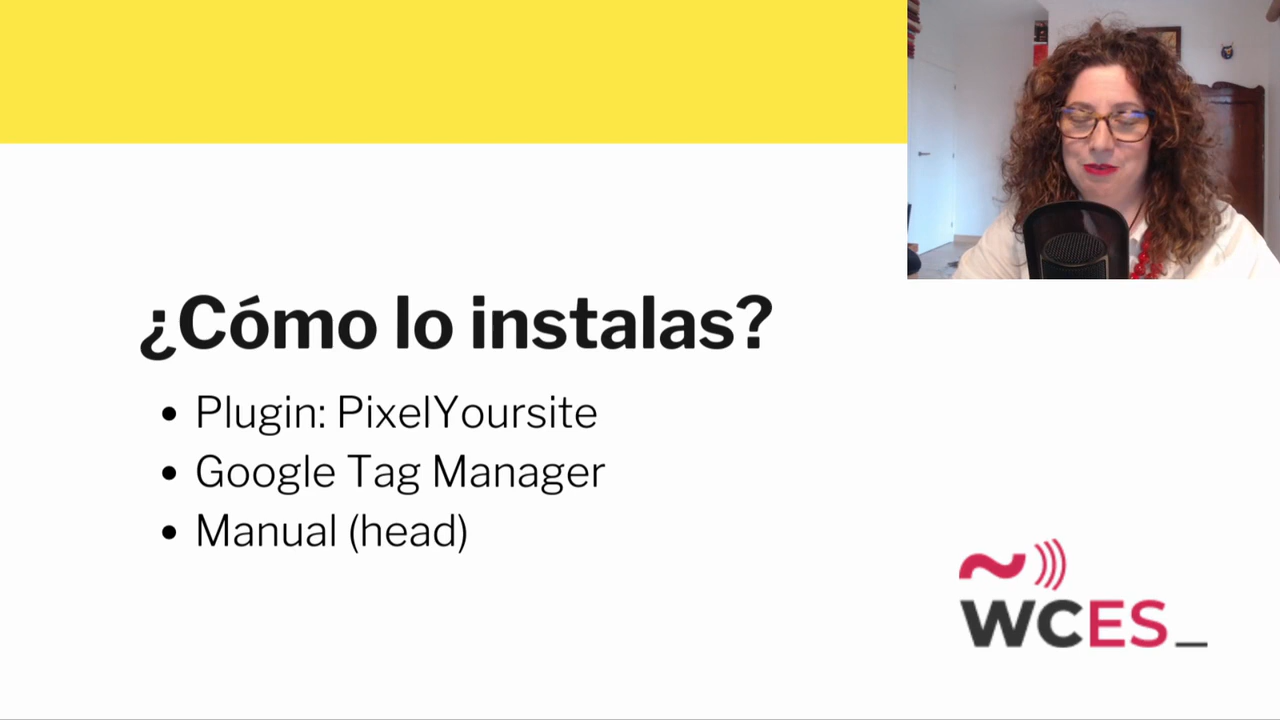 ¿Cómo lo instalas?
Plugin: PixelYoursite
Google Tag Manager
Manual (head)
WCES_